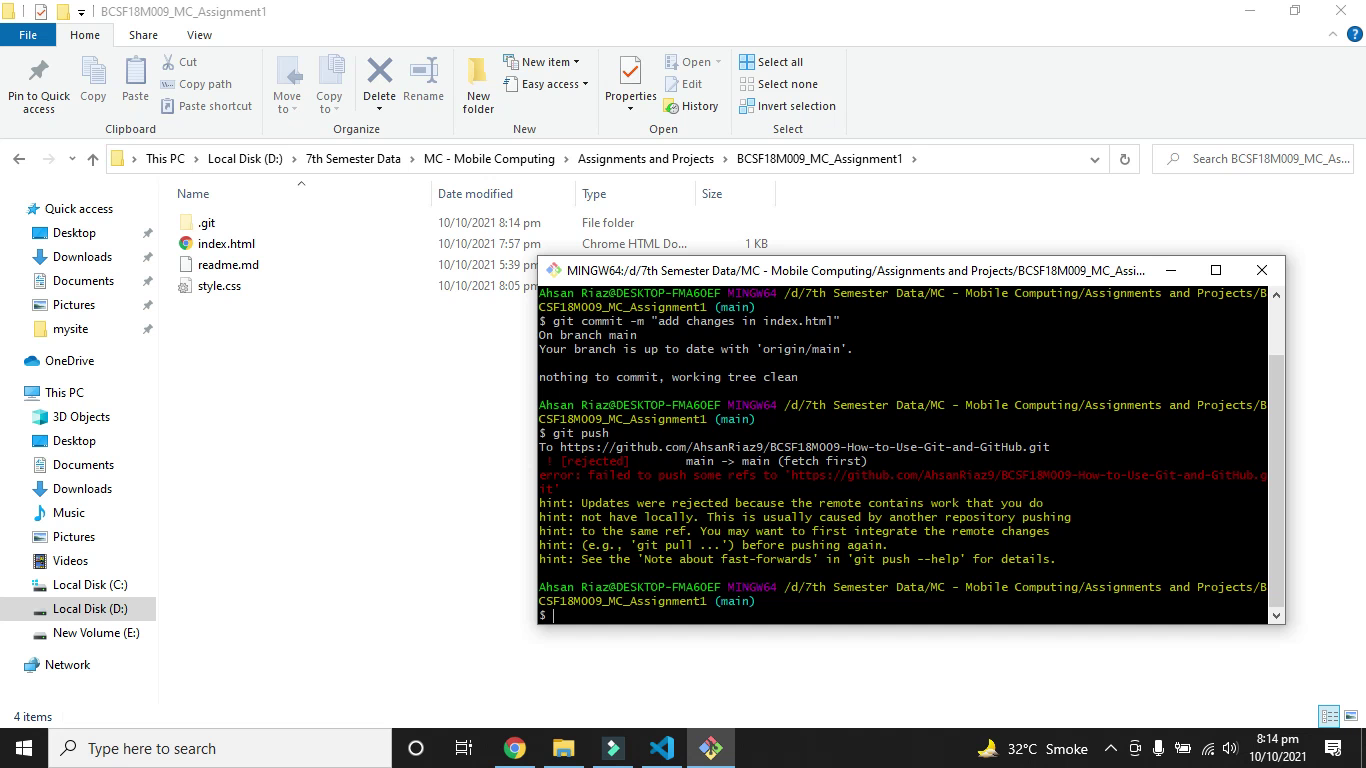 BCSF18M009_MC_Assignment1
File Home Share View
Pin to Quick access
Copy
Paste
Cut
Copy path
Paste shortcut
Clipboard
Move to
Copy to
Delete
Rename
Organize
New folder
New item
Easy access
New
Properties
Open
Edit
History
Open
Select all
Select none
Invert selection
Select
This PC > Local Disk (D:) > 7th Semester Data > MC - Mobile Computing > Assignments and Projects > BCSF18M009_MC_Assignment1 >
Search BCSF18M009_MC_As...
Name Date modified Type Size
.git 10/10/2021 8:14 pm File folder
index.html 10/10/2021 7:57 pm Chrome HTML Do... 1 KB
readme.md 10/10/2021 5:39 pm
style.css 10/10/2021 8:05 pm
Quick access
Desktop
Downloads
Documents
Pictures
mysite
OneDrive
This PC
3D Objects
Desktop
Documents
Downloads
Music
Pictures
Videos
Local Disk (C:)
Local Disk (D:)
New Volume (E:)
Network
4 items
MINGW64:/d/7th Semester Data/MC - Mobile Computing/Assignments and Projects/BCSF18M009_MC_Assi...
Ahsan Riaz@DESKTOP-FMA6OEF MINGW64 /d/7th Semester Data/MC - Mobile Computing/Assignments and Projects/B
CSF18M009_MC_Assignment1 (main)
$ git commit -m "add changes in index.html"
On branch main
Your branch is up to date with 'origin/main'.
nothing to commit, working tree clean
Ahsan Riaz@DESKTOP-FMA6OEF MINGW64 /d/7th Semester Data/MC - Mobile Computing/Assignments and Projects/B
CSF18M009_MC_Assignment1 (main)
$ git push
To https://github.com/AhsanRiaz9/BCSF18M009-How-to-Use-Git-and-GitHub.git
! [rejected] main -> main (fetch first)
error: failed to push some refs to 'https://github.com/AhsanRiaz9/BCSF18M009-How-to-Use-Git-and-GitHub.g
it'
hint: Updates were rejected because the remote contains work that you do
hint: not have locally. This is usually caused by another repository pushing
hint: to the same ref. You may want to first integrate the remote changes
hint: (e.g., 'git pull ...') before pushing again.
hint: See the 'Note about fast-forwards' in 'git push --help' for details.
Ahsan Riaz@DESKTOP-FMA6OEF MINGW64 /d/7th Semester Data/MC - Mobile Computing/Assignments and Projects/B
CSF18M009_MC_Assignment1 (main)
$
Type here to search
32°C Smoke
8:14 pm
10/10/2021